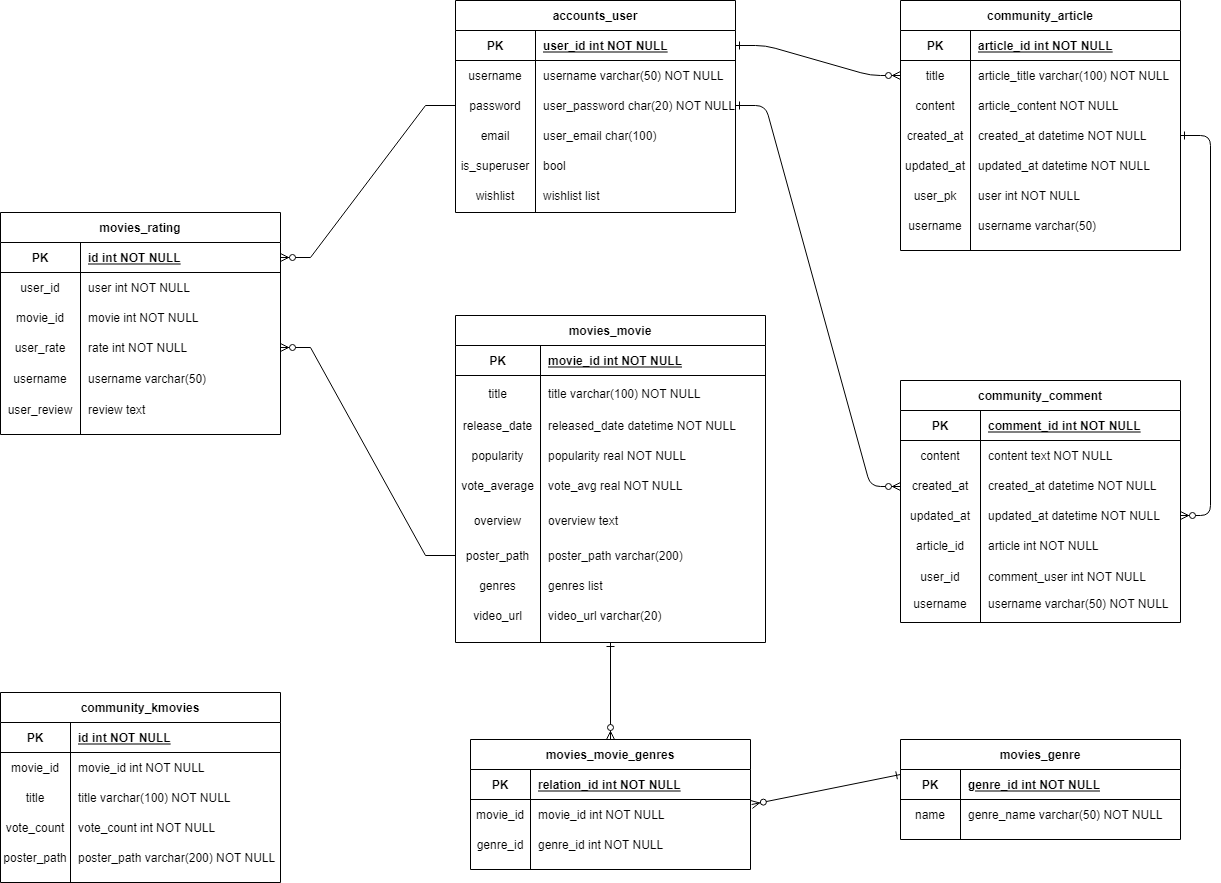 accounts_user
PK user_id int NOT NULL
username username varchar(50) NOT NULL
password user_password char(20) NOT NULL
email user_email char(100)
is_superuser bool
wishlist wishlist list
community_article
PK article_id int NOT NULL
title article_title varchar(100) NOT NULL
content article_content NOT NULL
created_at created_at datetime NOT NULL
updated_at updated_at datetime NOT NULL
user_pk user int NOT NULL
username username varchar(50)
movies_rating
PK id int NOT NULL
user_id user int NOT NULL
movie_id movie int NOT NULL
user_rate rate int NOT NULL
username username varchar(50)
user_review review text
movies_movie
PK movie_id int NOT NULL
title title varchar(100) NOT NULL
release_date released_date datetime NOT NULL
popularity popularity real NOT NULL
vote_average vote_avg real NOT NULL
overview overview text
poster_path poster_path varchar(200)
genres genres list
video_url video_url varchar(20)
community_comment
PK comment_id int NOT NULL
content content text NOT NULL
created_at created_at datetime NOT NULL
updated_at updated_at datetime NOT NULL
article_id article int NOT NULL
user_id comment_user int NOT NULL
username username varchar(50) NOT NULL
community_kmovies
PK id int NOT NULL
movie_id movie_id int NOT NULL
title title varchar(100) NOT NULL
vote_count vote_count int NOT NULL
poster_path poster_path varchar(200) NOT NULL
movies_movie_genres
PK relation_id int NOT NULL
movie_id movie_id int NOT NULL
genre_id genre_id int NOT NULL
movies_genre
PK genre_id int NOT NULL
name genre_name varchar(50) NOT NULL